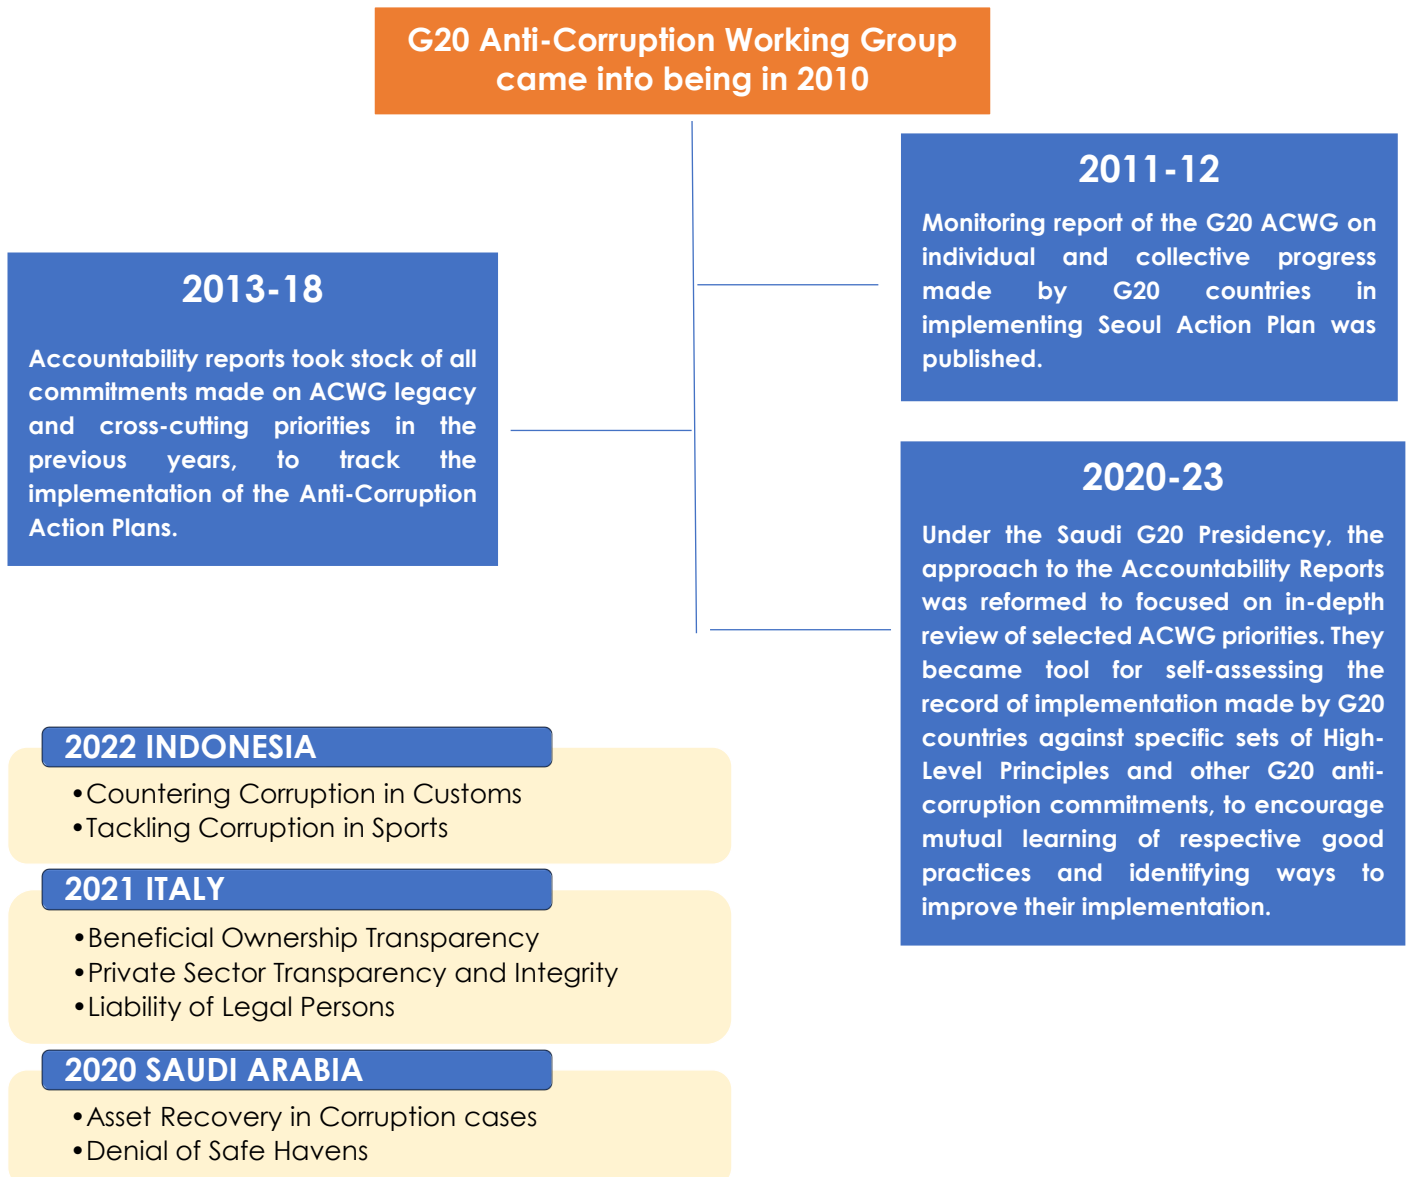 G20 Anti-Corruption Working Group
came into being in 2010
2011-12
Monitoring report of the G20 ACWG on
individual and collective progress
made by G20 countries in
implementing Seoul Action Plan was
published.
2013-18
Accountability reports took stock of all
commitments made on ACWG legacy
and cross-cutting priorities in the
previous years, to track the
implementation of the Anti-Corruption
Action Plans.
2020-23
Under the Saudi G20 Presidency, the
approach to the Accountability Reports
was reformed to focused on in-depth
review of selected ACWG priorities. They
became tool for self-assessing the
record of implementation made by G20
countries against specific sets of High-
Level Principles and other G20 anti-
corruption commitments, to encourage
mutual learning of respective good
practices and identifying ways to
improve their implementation.
2022 INDONESIA
•Countering Corruption in Customs
•Tackling Corruption in Sports
2021 ITALY
•Beneficial Ownership Transparency
•Private Sector Transparency and Integrity
•Liability of Legal Persons
2020 SAUDI ARABIA
•Asset Recovery in Corruption cases
•Denial of Safe Havens